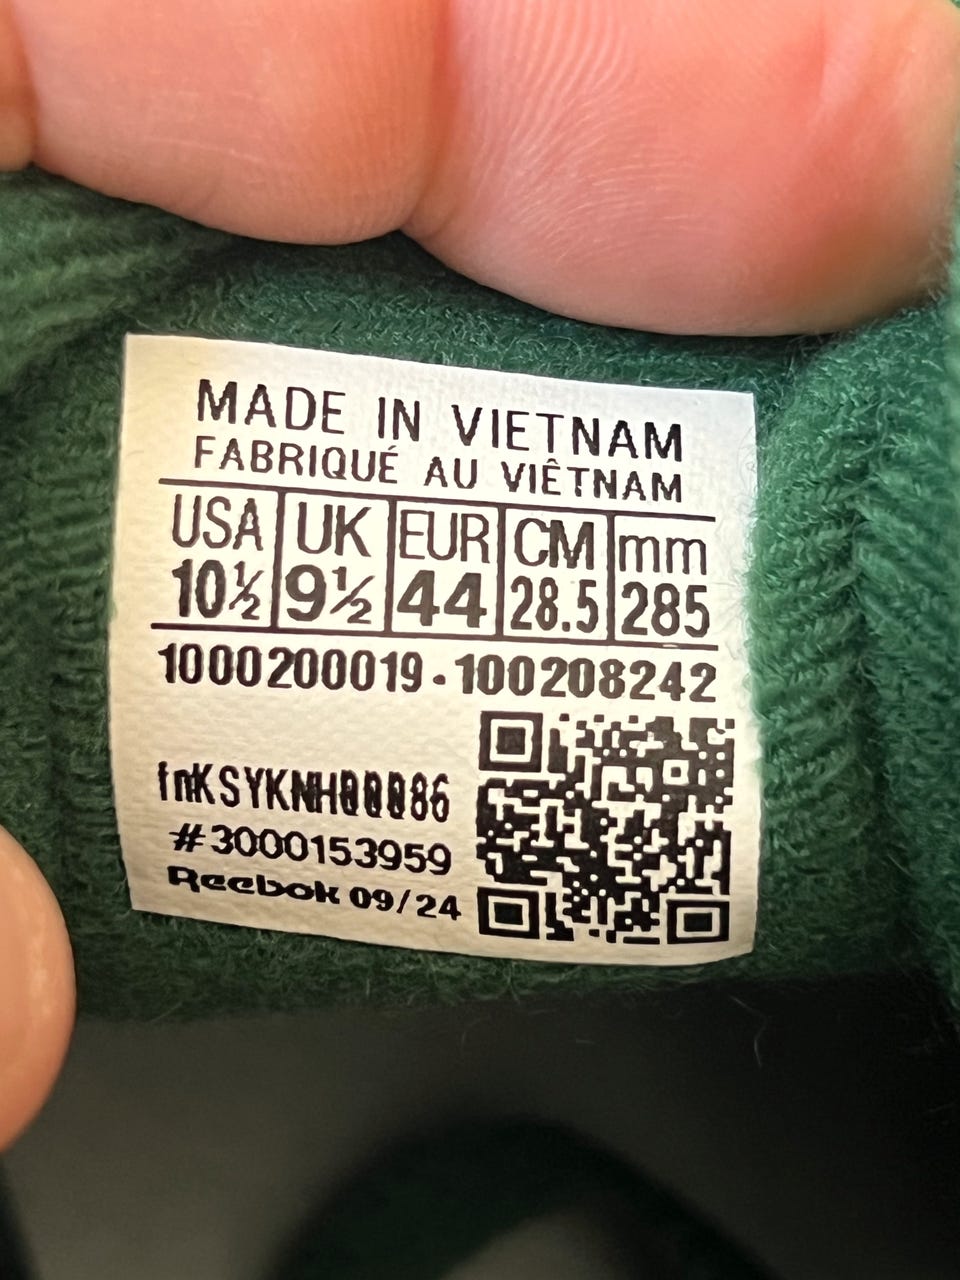 MADE IN VIETNAM
FABRIQUÉ AU VIÊTNAM
USA UK EUR CM mm
10½ 9½ 44 28.5 285
1000200019-100208242
#3000153959
Reebok 09/24